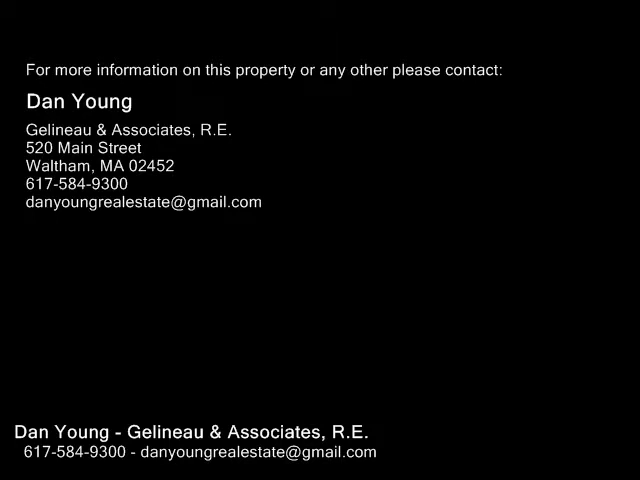 For more information on this property or any other please contact:
Dan Young
Gelineau & Associates, R.E.
520 Main Street
Waltham, MA 02452
617-584-9300
danyoungrealestate@gmail.com
Dan Young - Gelineau & Associates, R.E.
617-584-9300 - danyoungrealestate@gmail.com